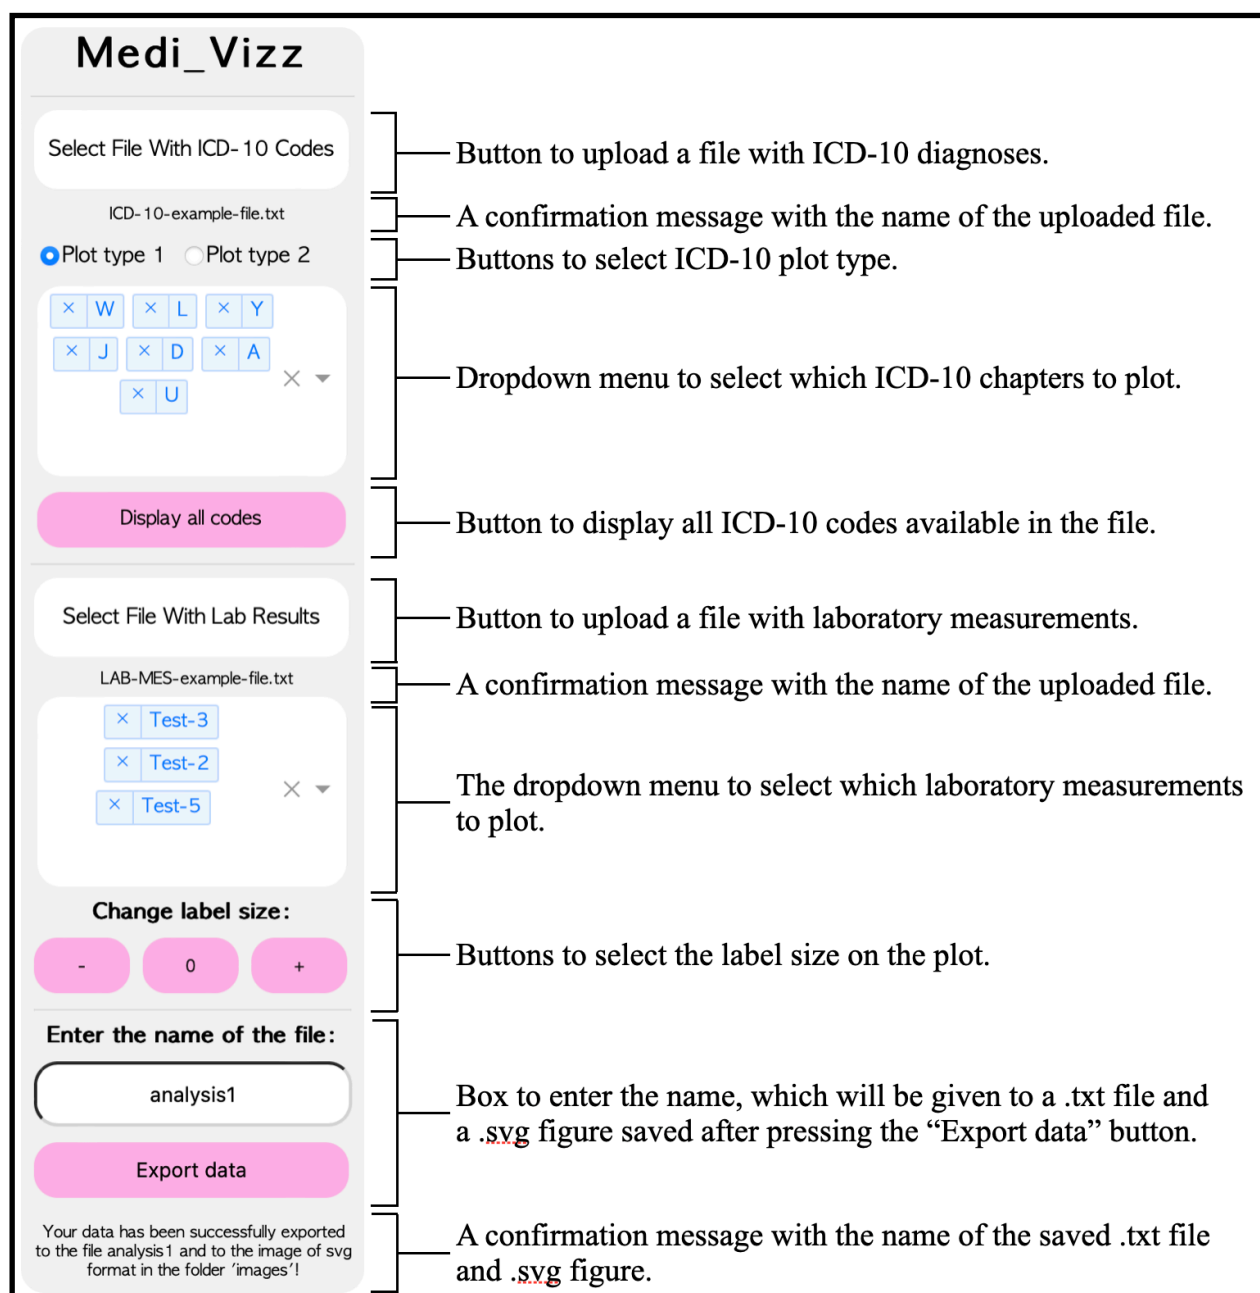 Medi_Vizz
Select File With ICD-10 Codes
Button to upload a file with ICD-10 diagnoses.
ICD-10-example-file.txt
A confirmation message with the name of the uploaded file.
Plot type 1 Plot type 2
Buttons to select ICD-10 plot type.
× W × L × Y
× J × D × A
× U
Dropdown menu to select which ICD-10 chapters to plot.
Display all codes
Button to display all ICD-10 codes available in the file.
Select File With Lab Results
Button to upload a file with laboratory measurements.
LAB-MES-example-file.txt
A confirmation message with the name of the uploaded file.
× Test-3
× Test-2
× Test-5
The dropdown menu to select which laboratory measurements
to plot.
Change label size:
- 0 +
Buttons to select the label size on the plot.
Enter the name of the file:
analysis1
Export data
Box to enter the name, which will be given to a .txt file and
a .svg figure saved after pressing the “Export data” button.
Your data has been successfully exported
to the file analysis1 and to the image of svg
format in the folder 'images'!
A confirmation message with the name of the saved .txt file
and .svg figure.